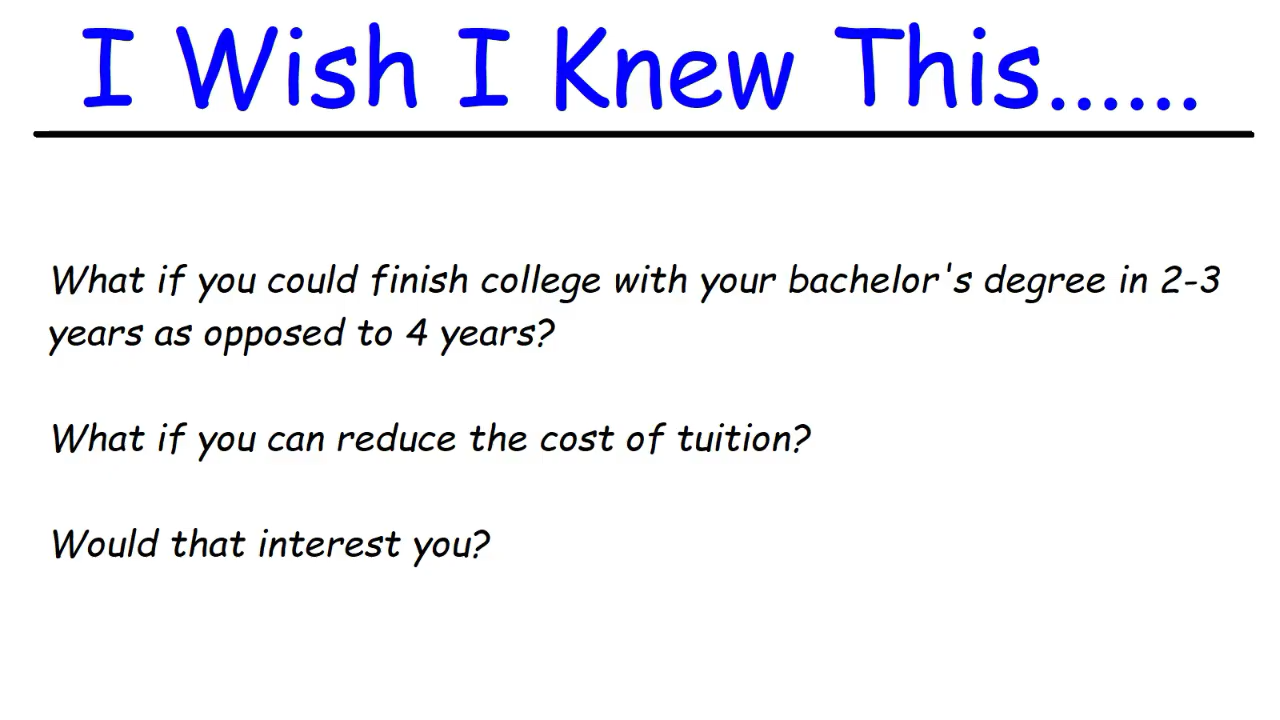 I Wish I Knew This......
What if you could finish college with your bachelor's degree in 2-3
years as opposed to 4 years?
What if you can reduce the cost of tuition?
Would that interest you?